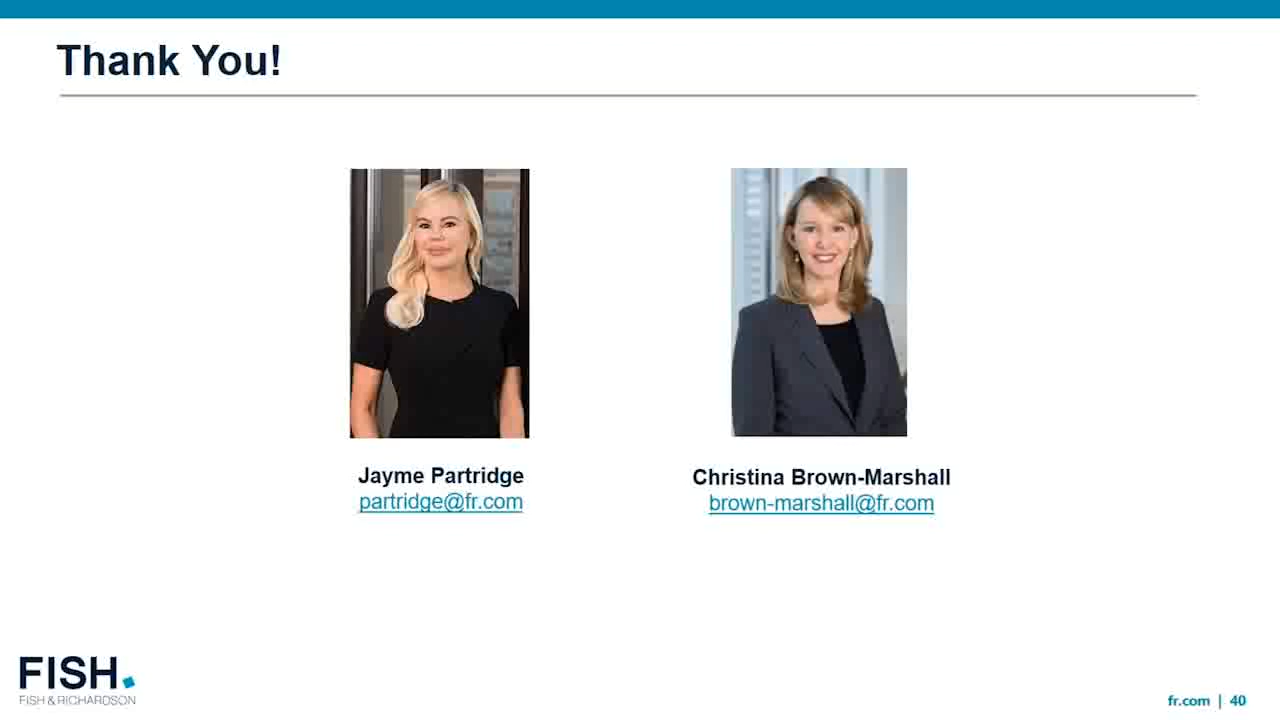 Thank You!
Jayme Partridge
partridge@fr.com
Christina Brown-Marshall
brown-marshall@fr.com
FISH.
FISH & RICHARDSON
fr.com | 40